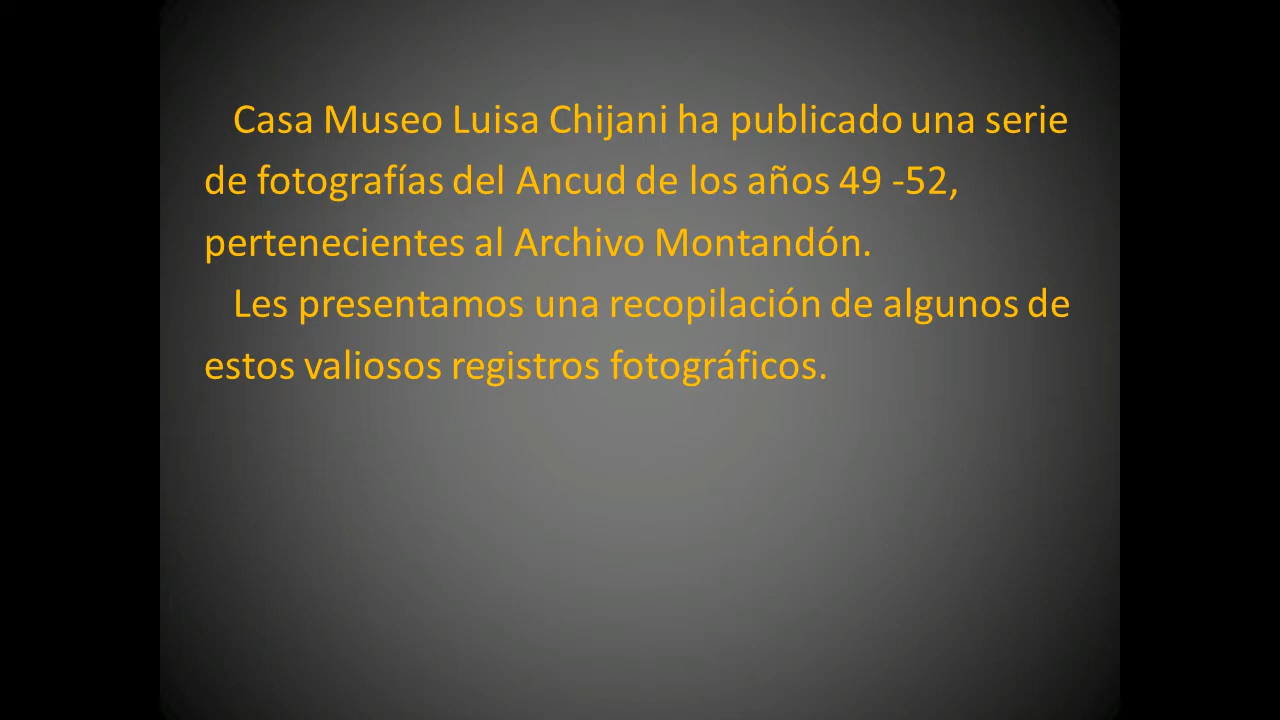 Casa Museo Luisa Chijani ha publicado una serie
de fotografías del Ancud de los años 49 -52,
pertenecientes al Archivo Montandón.
Les presentamos una recopilación de algunos de
estos valiosos registros fotográficos.